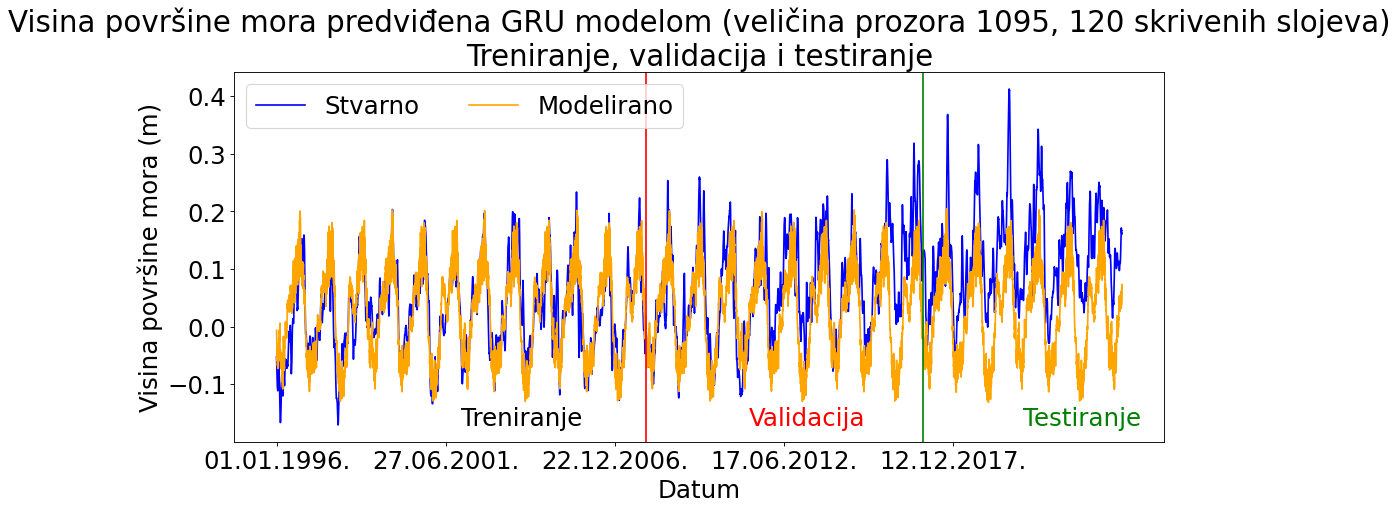 Visina površine mora predviđena GRU modelom (veličina prozora 1095, 120 skrivenih slojeva)
Treniranje, validacija i testiranje
Stvarno Modelirano
Visina površine mora (m)
0.4
0.3
0.2
0.1
0.0
−0.1
Treniranje Validacija Testiranje
01.01.1996. 27.06.2001. 22.12.2006. 17.06.2012. 12.12.2017.
Datum